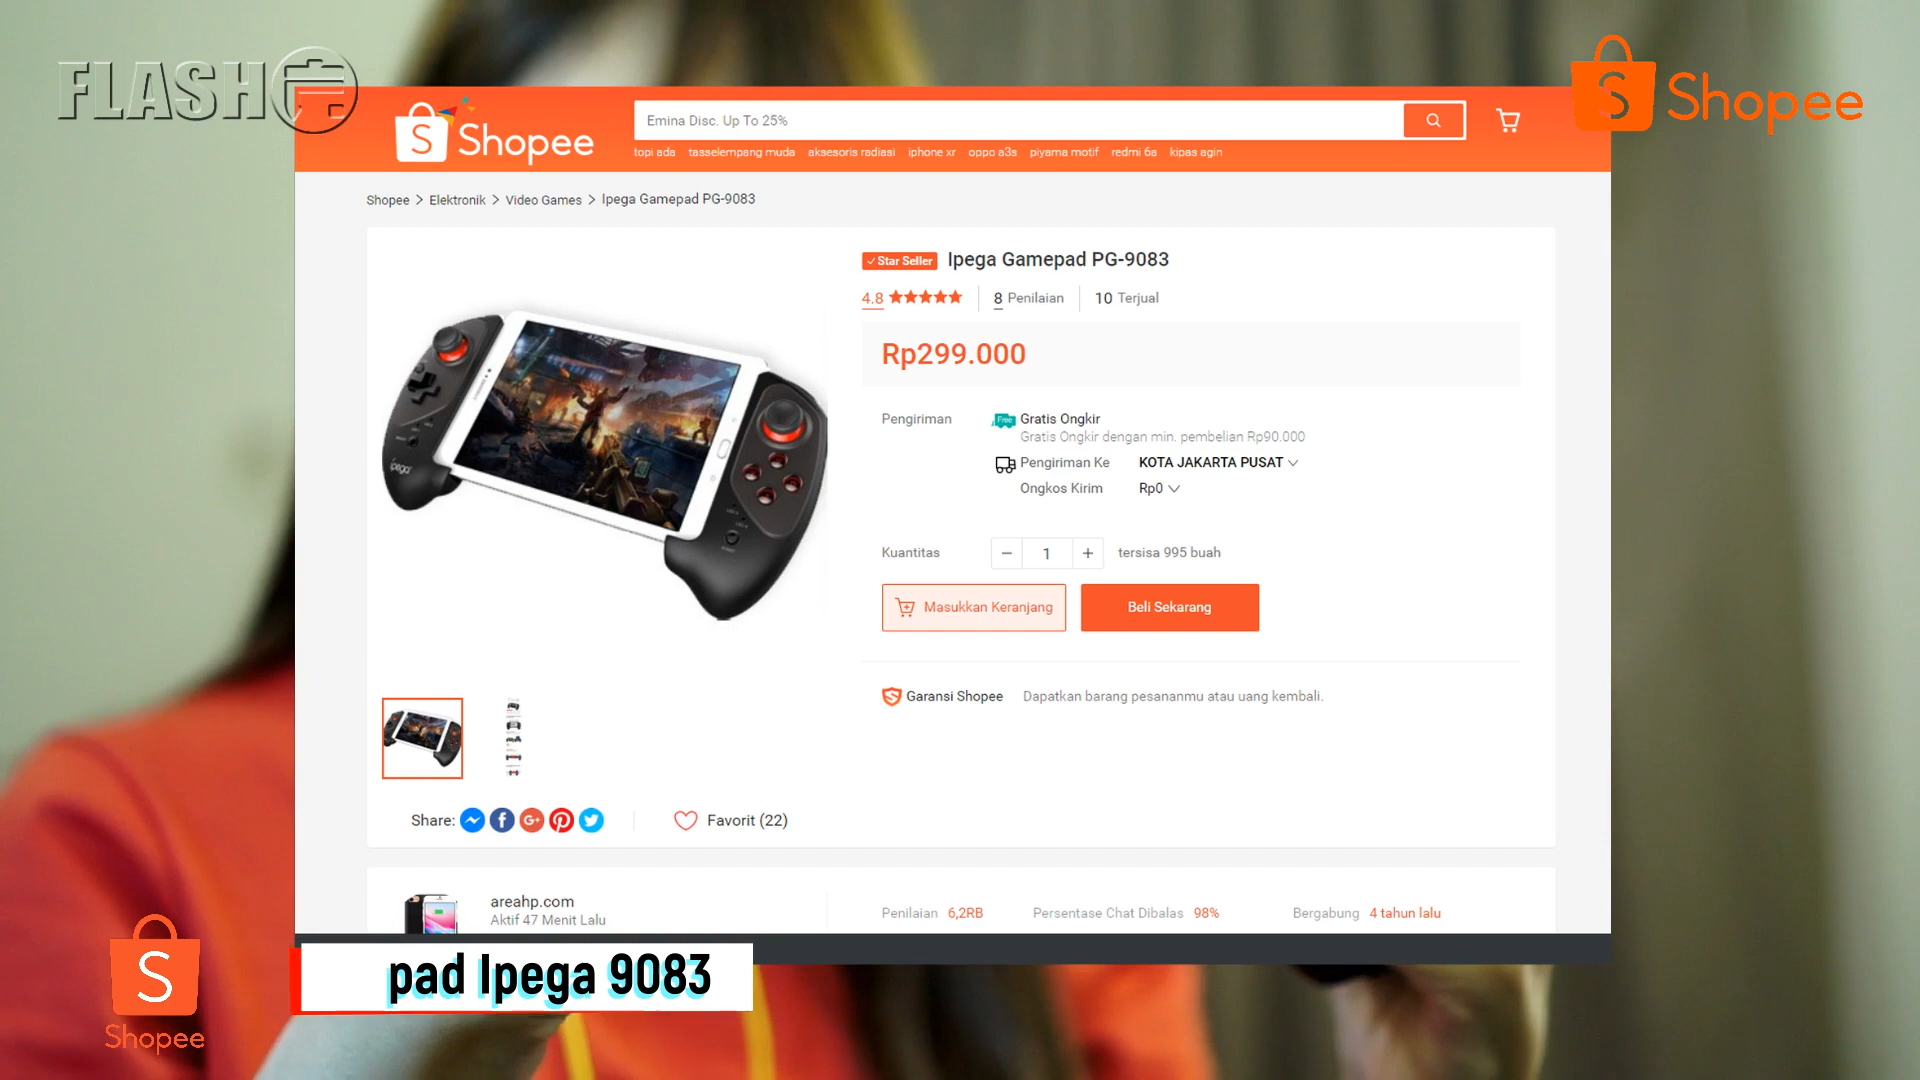 FLASH
Shopee
Shopee
Emina Disc. Up To 25%
topi ada tasselempang muda aksesoris radiasi iphone xr oppo a3s piyama motif redmi 6a kipas agin
Shopee > Elektronik > Video Games > Ipega Gamepad PG-9083
Star Seller Ipega Gamepad PG-9083
4.8 8 Penilaian 10 Terjual
Rp299.000
Pengiriman Free Gratis Ongkir
Gratis Ongkir dengan min. pembelian Rp90.000
Pengiriman Ke KOTA JAKARTA PUSAT
Ongkos Kirim Rp0
Kuantitas − 1 + tersisa 995 buah
Masukkan Keranjang Beli Sekarang
Garansi Shopee Dapatkan barang pesananmu atau uang kembali.
ipega
Share: Favorit (22)
areahp.com
Aktif 47 Menit Lalu
Penilaian 6,2RB Persentase Chat Dibalas 98% Bergabung 4 tahun lalu
pad Ipega 9083
Shopee